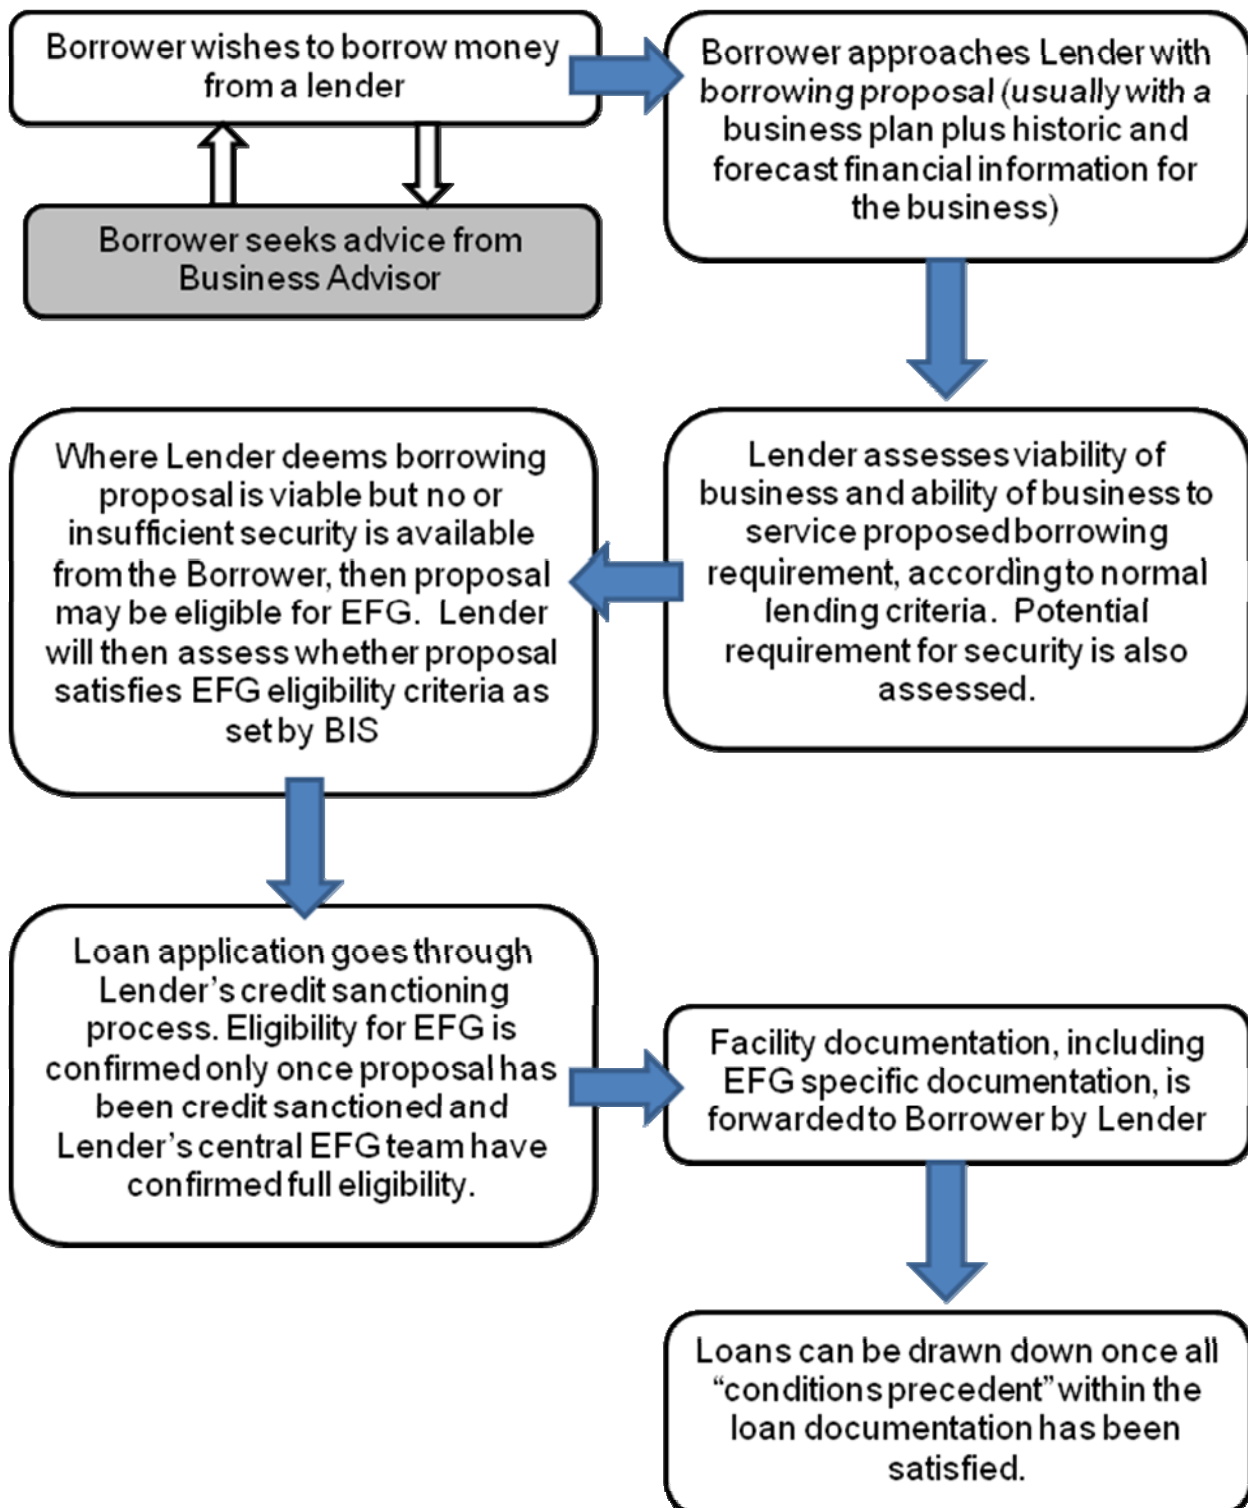 Borrower wishes to borrow money
from a lender
Borrower seeks advice from
Business Advisor
Borrower approaches Lender with
borrowing proposal (usually with a
business plan plus historic and
forecast financial information for
the business)
Lender assesses viability of
business and ability of business to
service proposed borrowing
requirement, according to normal
lending criteria.  Potential
requirement for security is also
assessed.
Where Lender deems borrowing
proposal is viable but no or
insufficient security is available
from the Borrower, then proposal
may be eligible for EFG.  Lender
will then assess whether proposal
satisfies EFG eligibility criteria as
set by BIS
Loan application goes through
Lender’s credit sanctioning
process. Eligibility for EFG is
confirmed only once proposal has
been credit sanctioned and
Lender’s central EFG team have
confirmed full eligibility.
Facility documentation, including
EFG specific documentation, is
forwarded to Borrower by Lender
Loans can be drawn down once all
“conditions precedent” within the
loan documentation has been
satisfied.